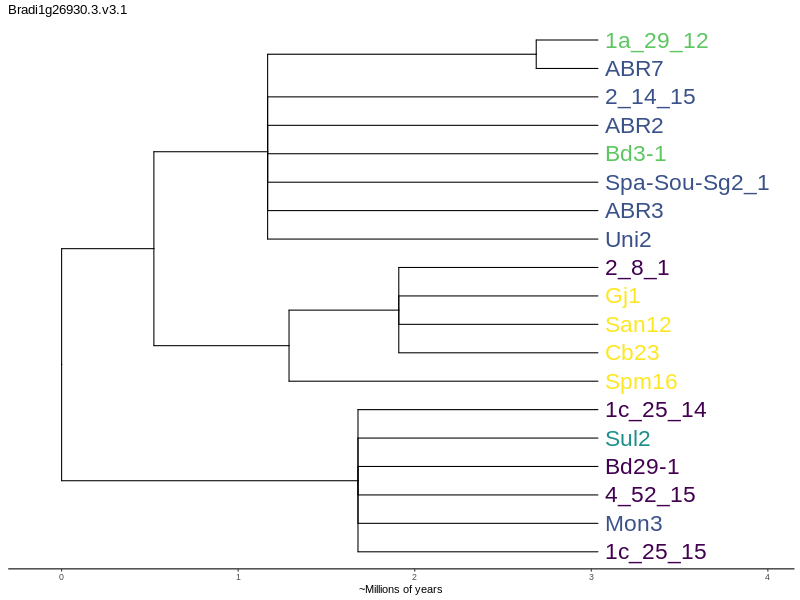 Bradi1g26930.3.v3.1
1a_29_12
ABR7
2_14_15
ABR2
Bd3-1
Spa-Sou-Sg2_1
ABR3
Uni2
2_8_1
Gj1
San12
Cb23
Spm16
1c_25_14
Sul2
Bd29-1
4_52_15
Mon3
1c_25_15
0 1 2 3 4
~Millions of years